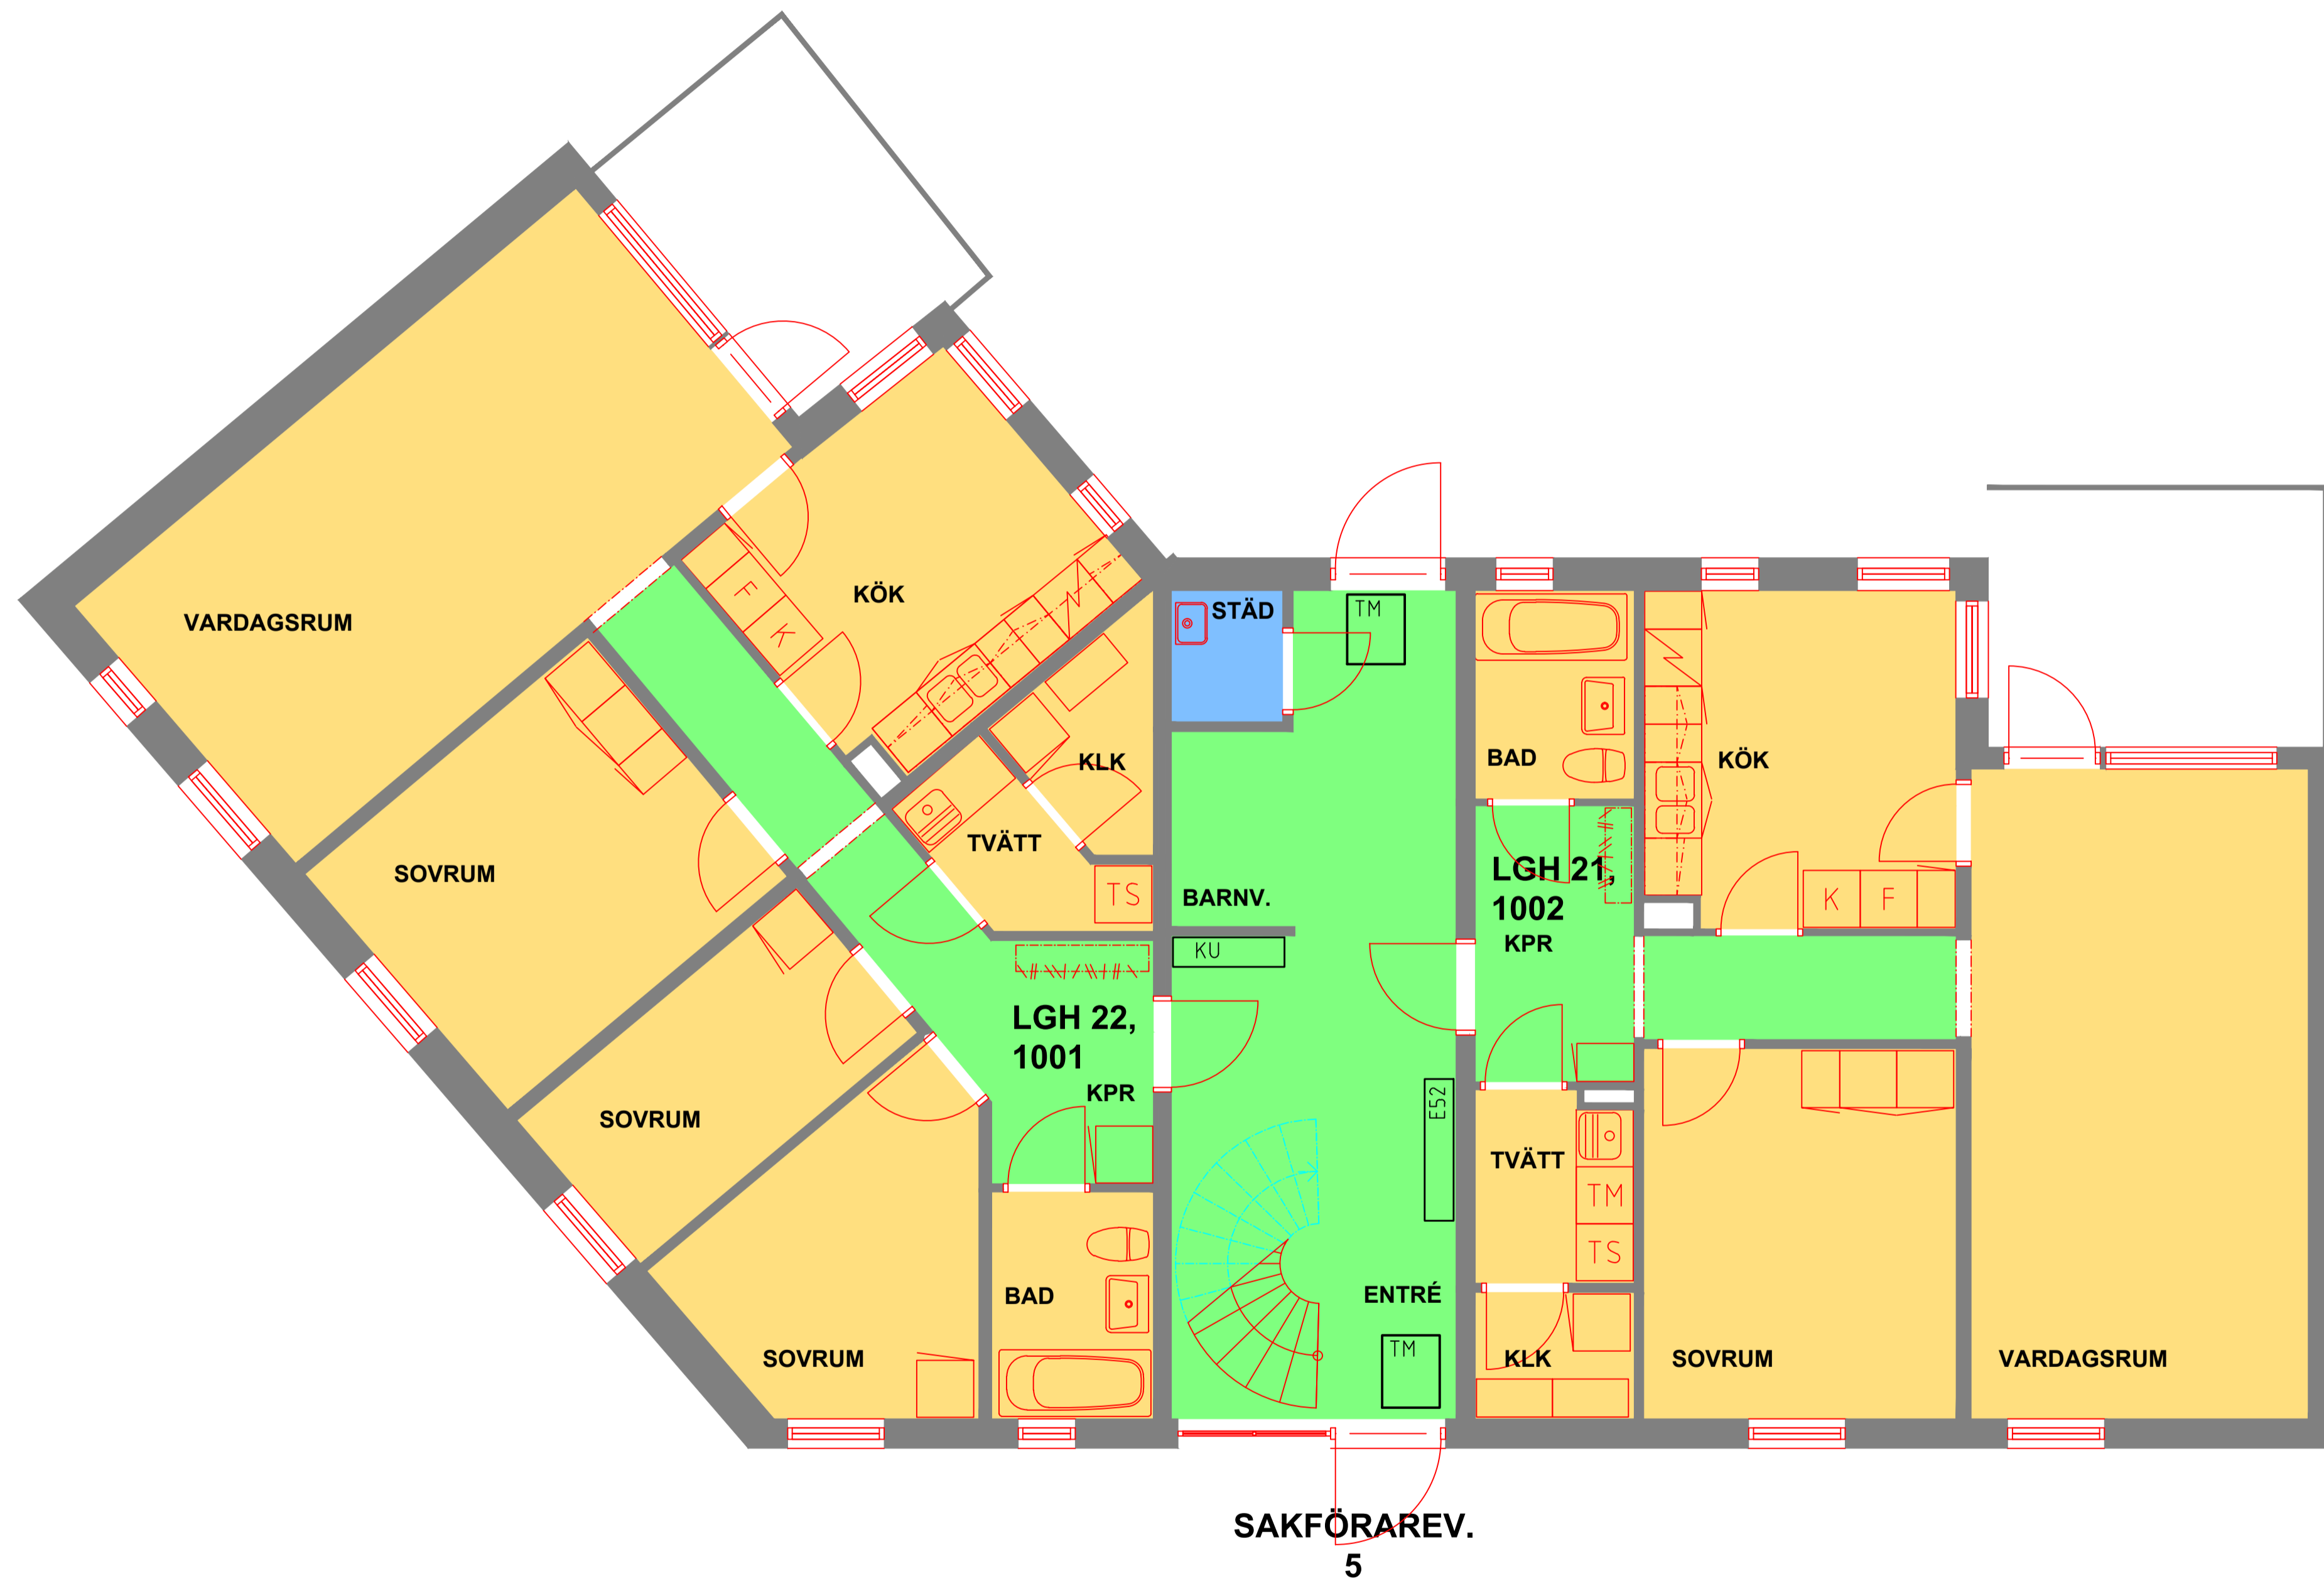 STÄD
TM
KÖK
VARDAGSRUM
F
K
KLK
BAD
KÖK
TVÄTT
SOVRUM
TS
BARNV.
LGH 21,
1002
KPR
K
F
KU
LGH 22,
1001
KPR
E52
SOVRUM
TVÄTT
TM
TS
BAD
ENTRÉ
SOVRUM
TM
KLK
SOVRUM
VARDAGSRUM
SAKFÖRAREV.
5